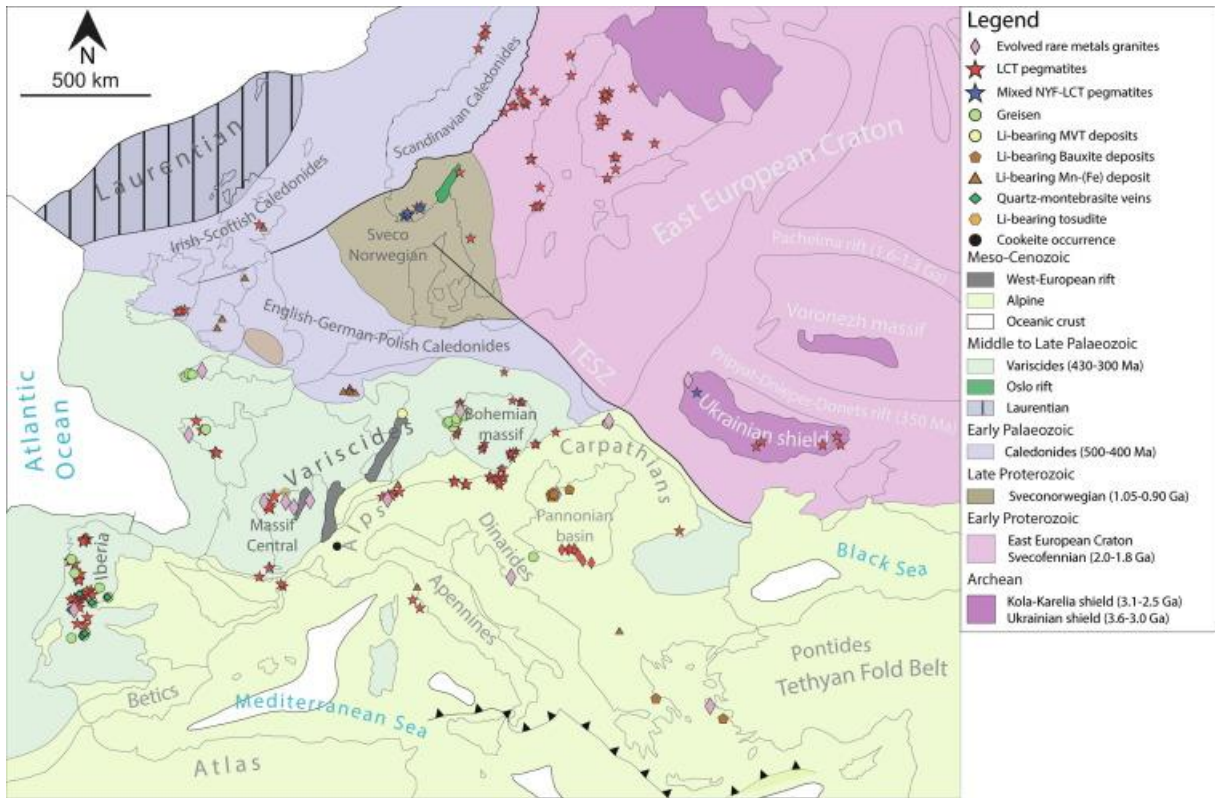 N
500 km
Laurentian
Irish-Scottish Caledonides
Scandinavian Caledonides
Sveco
Norwegian
English-German-Polish Caledonides
East European Craton
Pachelma rift (1.6-1.3 Ga)
Voronezh massif
Pripyat-Dnieper-Donets rift (350 Ma)
Ukrainian shield
TESZ
Atlantic
Ocean
Variscides
Bohemian
massif
Carpathians
Massif
Central
Alps
Pannonian
basin
Dinarides
Apennines
Iberia
Black Sea
Pontides
Tethyan Fold Belt
Betics
Mediterranean Sea
Atlas
Legend
Evolved rare metals granites
LCT pegmatites
Mixed NYF-LCT pegmatites
Greisen
Li-bearing MVT deposits
Li-bearing Bauxite deposits
Li-bearing Mn-(Fe) deposit
Quartz-montebrasite veins
Li-bearing tosudite
Cookeite occurrence
Meso-Cenozoic
West-European rift
Alpine
Oceanic crust
Middle to Late Palaeozoic
Variscides (430-300 Ma)
Oslo rift
Laurentian
Early Palaeozoic
Caledonides (500-400 Ma)
Late Proterozoic
Sveconorwegian (1.05-0.90 Ga)
Early Proterozoic
East European Craton
Svecofennian (2.0-1.8 Ga)
Archean
Kola-Karelia shield (3.1-2.5 Ga)
Ukrainian shield (3.6-3.0 Ga)